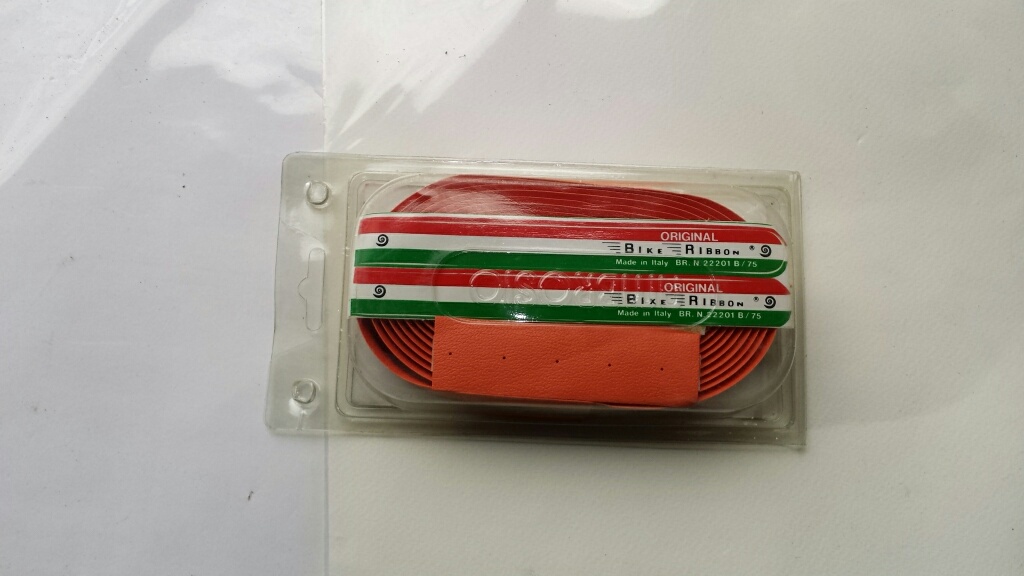 ORIGINAL
BIKE RIBBON ®
Made in Italy BR. N 22201 B/75
ORIGINAL
BIKE RIBBON ®
Made in Italy BR. N 22201 B/75